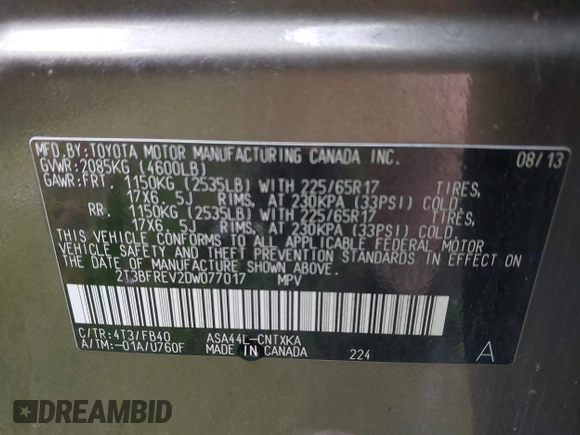 MFD.BY:TOYOTA MOTOR MANUFACTURING CANADA INC. 08/13
GVWR:2085KG (4600LB)
GAWR:FRT. 1150KG (2535LB) WITH 225/65R17 TIRES,
17X6. 5J RIMS, AT 230KPA (33PSI) COLD.
RR. 1150KG (2535LB) WITH 225/65R17 TIRES,
17X6. 5J RIMS, AT 230KPA (33PSI) COLD.
THIS VEHICLE CONFORMS TO ALL APPLICABLE FEDERAL MOTOR
VEHICLE SAFETY AND THEFT PREVENTION STANDARDS IN EFFECT ON
THE DATE OF MANUFACTURE SHOWN ABOVE.
2T3BFREV2DW077017 MPV
C/TR:4T3/FB40 ASA44L-CNTXKA
A/TM:-01A/U760F MADE IN CANADA 224 A
DREAMBID